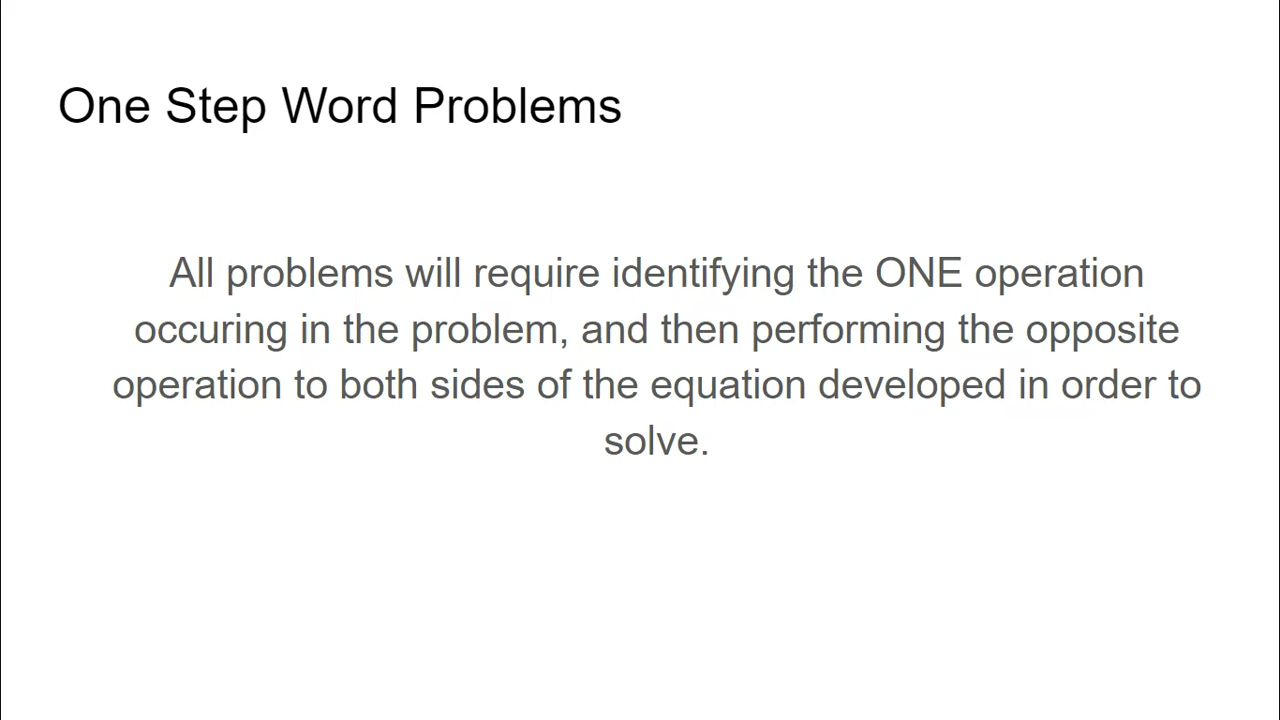 One Step Word Problems
All problems will require identifying the ONE operation
occuring in the problem, and then performing the opposite
operation to both sides of the equation developed in order to
solve.